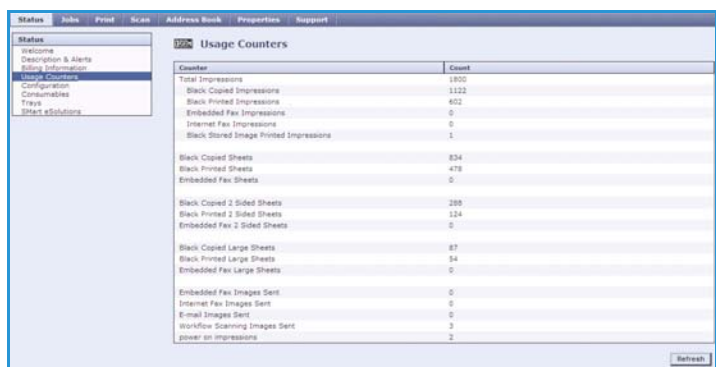 Status Jobs Print Scan Address Book Properties Support
Status
Welcome
Description & Alerts
Billing Information
Usage Counters
Configuration
Consumables
Trays
SMart eSolutions
Usage Counters
Counter Count
Total Impressions 1800
Black Copied Impressions 1122
Black Printed Impressions 602
Embedded Fax Impressions 0
Internet Fax Impressions 0
Black Stored Image Printed Impressions 1
Black Copied Sheets 834
Black Printed Sheets 478
Embedded Fax Sheets 0
Black Copied 2 Sided Sheets 288
Black Printed 2 Sided Sheets 124
Embedded Fax 2 Sided Sheets 0
Black Copied Large Sheets 87
Black Printed Large Sheets 54
Embedded Fax Large Sheets 0
Embedded Fax Images Sent 0
Internet Fax Images Sent 0
E-mail Images Sent 0
Workflow Scanning Images Sent 3
power on impressions 2
Refresh